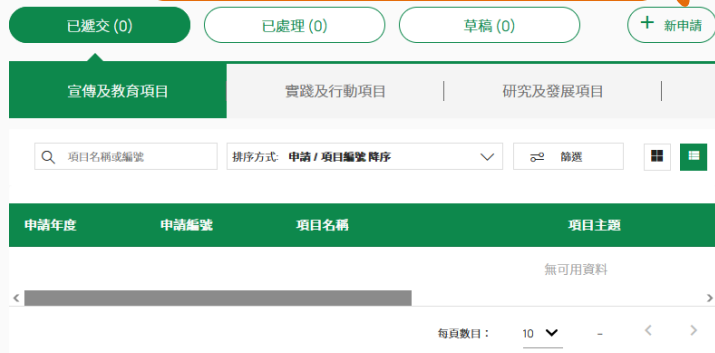 已遞交 (0) 已處理 (0) 草稿 (0) + 新申請
宣傳及教育項目 實踐及行動項目 研究及發展項目
項目名稱或編號 排序方式: 申請 / 項目編號 降序 篩選
申請年度 申請編號 項目名稱 項目主題
無可用資料
每頁數目： 10 –